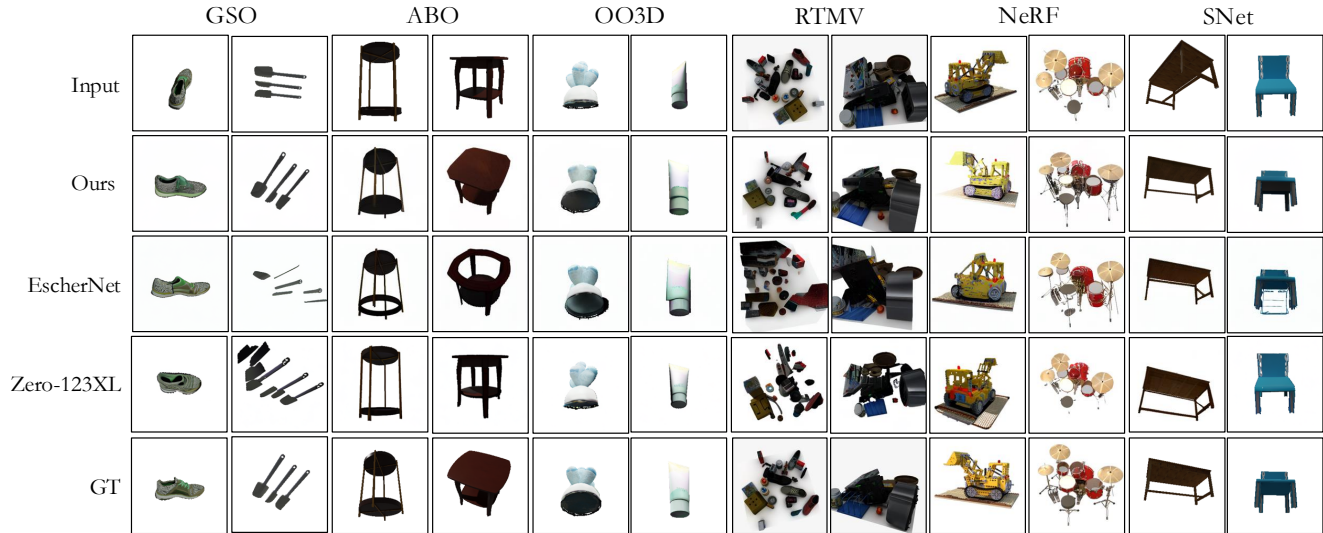 GSO ABO OO3D RTMV NeRF SNet
Input
Ours
EscherNet
Zero-123XL
GT